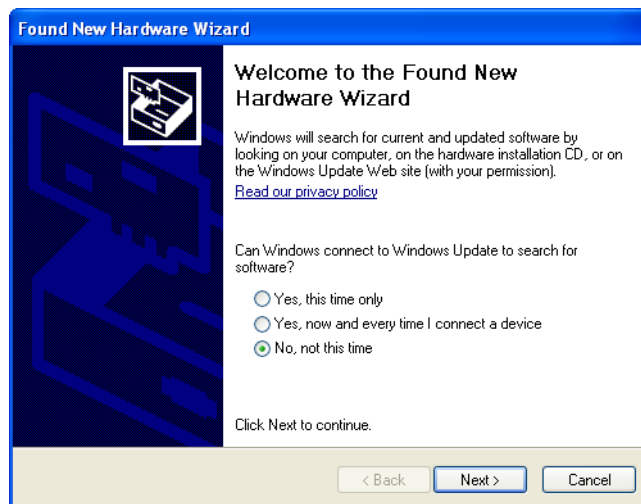 Found New Hardware Wizard
Welcome to the Found New
Hardware Wizard
Windows will search for current and updated software by
looking on your computer, on the hardware installation CD, or on
the Windows Update Web site (with your permission).
Read our privacy policy
Can Windows connect to Windows Update to search for
software?
Yes, this time only
Yes, now and every time I connect a device
No, not this time
Click Next to continue.
< Back
Next >
Cancel